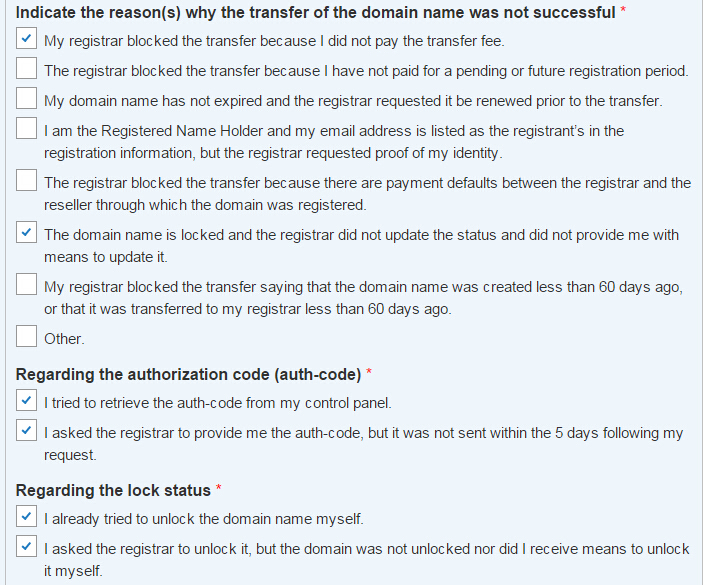 Indicate the reason(s) why the transfer of the domain name was not successful *
My registrar blocked the transfer because I did not pay the transfer fee.
The registrar blocked the transfer because I have not paid for a pending or future registration period.
My domain name has not expired and the registrar requested it be renewed prior to the transfer.
I am the Registered Name Holder and my email address is listed as the registrant's in the
registration information, but the registrar requested proof of my identity.
The registrar blocked the transfer because there are payment defaults between the registrar and the
reseller through which the domain was registered.
The domain name is locked and the registrar did not update the status and did not provide me with
means to update it.
My registrar blocked the transfer saying that the domain name was created less than 60 days ago,
or that it was transferred to my registrar less than 60 days ago.
Other.
Regarding the authorization code (auth-code) *
I tried to retrieve the auth-code from my control panel.
I asked the registrar to provide me the auth-code, but it was not sent within the 5 days following my
request.
Regarding the lock status *
I already tried to unlock the domain name myself.
I asked the registrar to unlock it, but the domain was not unlocked nor did I receive means to unlock
it myself.